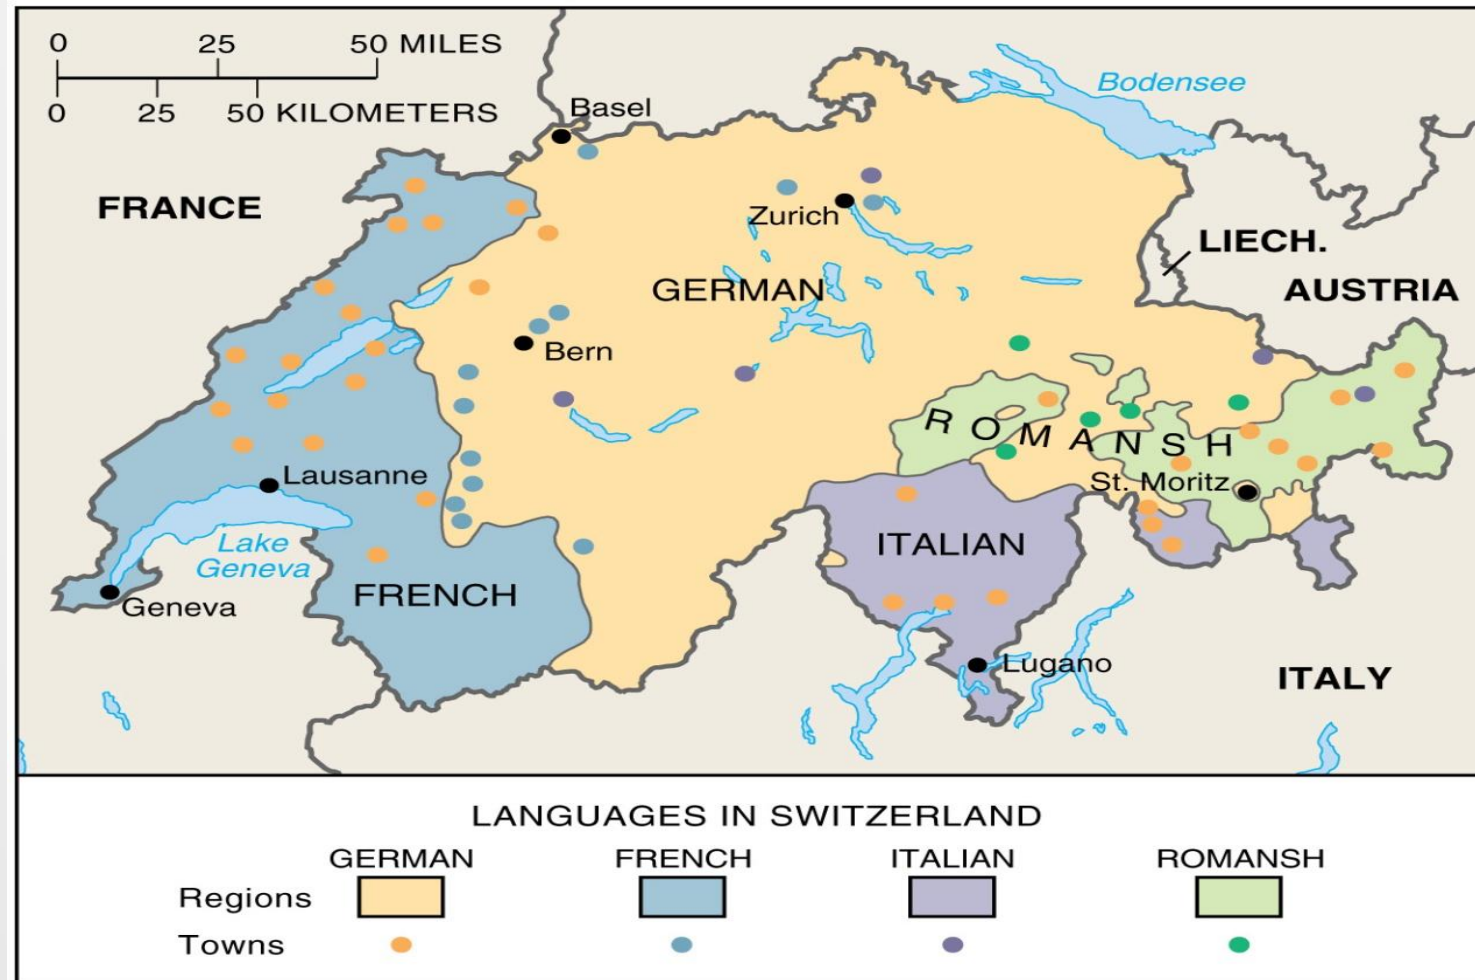 0 25 50 MILES
0 25 50 KILOMETERS
Basel
Bodensee
FRANCE
Zurich
LIECH.
GERMAN
AUSTRIA
Bern
ROMANSH
Lausanne
St. Moritz
Lake
Geneva
ITALIAN
FRENCH
Geneva
Lugano
ITALY
LANGUAGES IN SWITZERLAND
GERMAN FRENCH ITALIAN ROMANSH
Regions
Towns